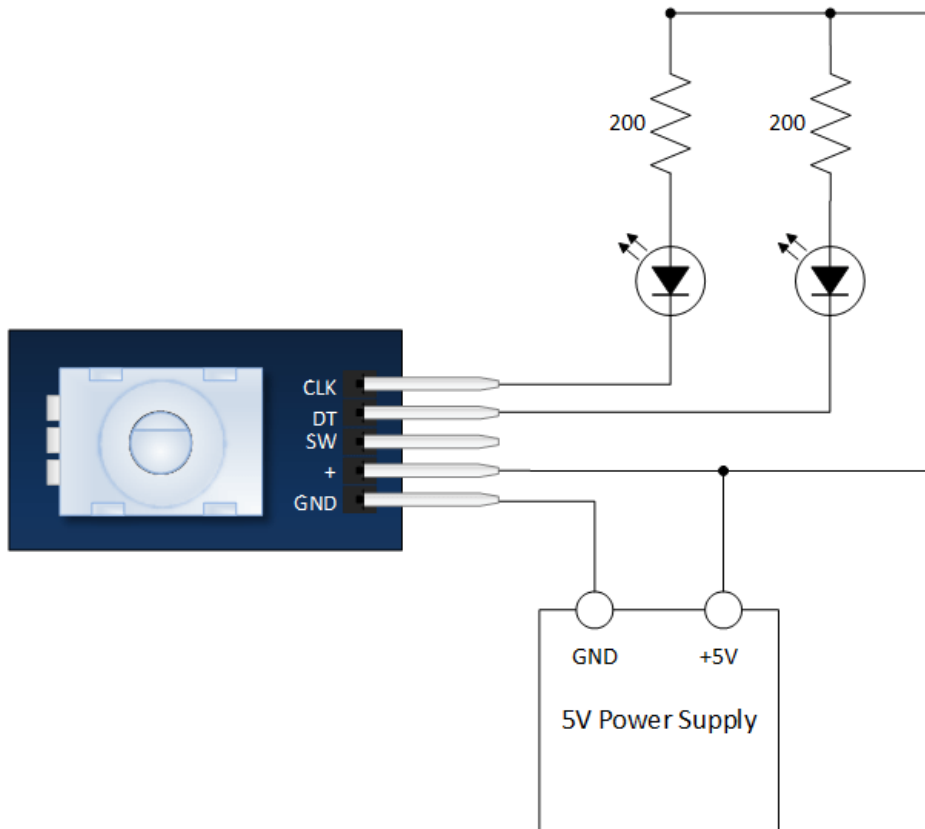 200
200
CLK
DT
SW
+
GND
GND
+5V
5V Power Supply